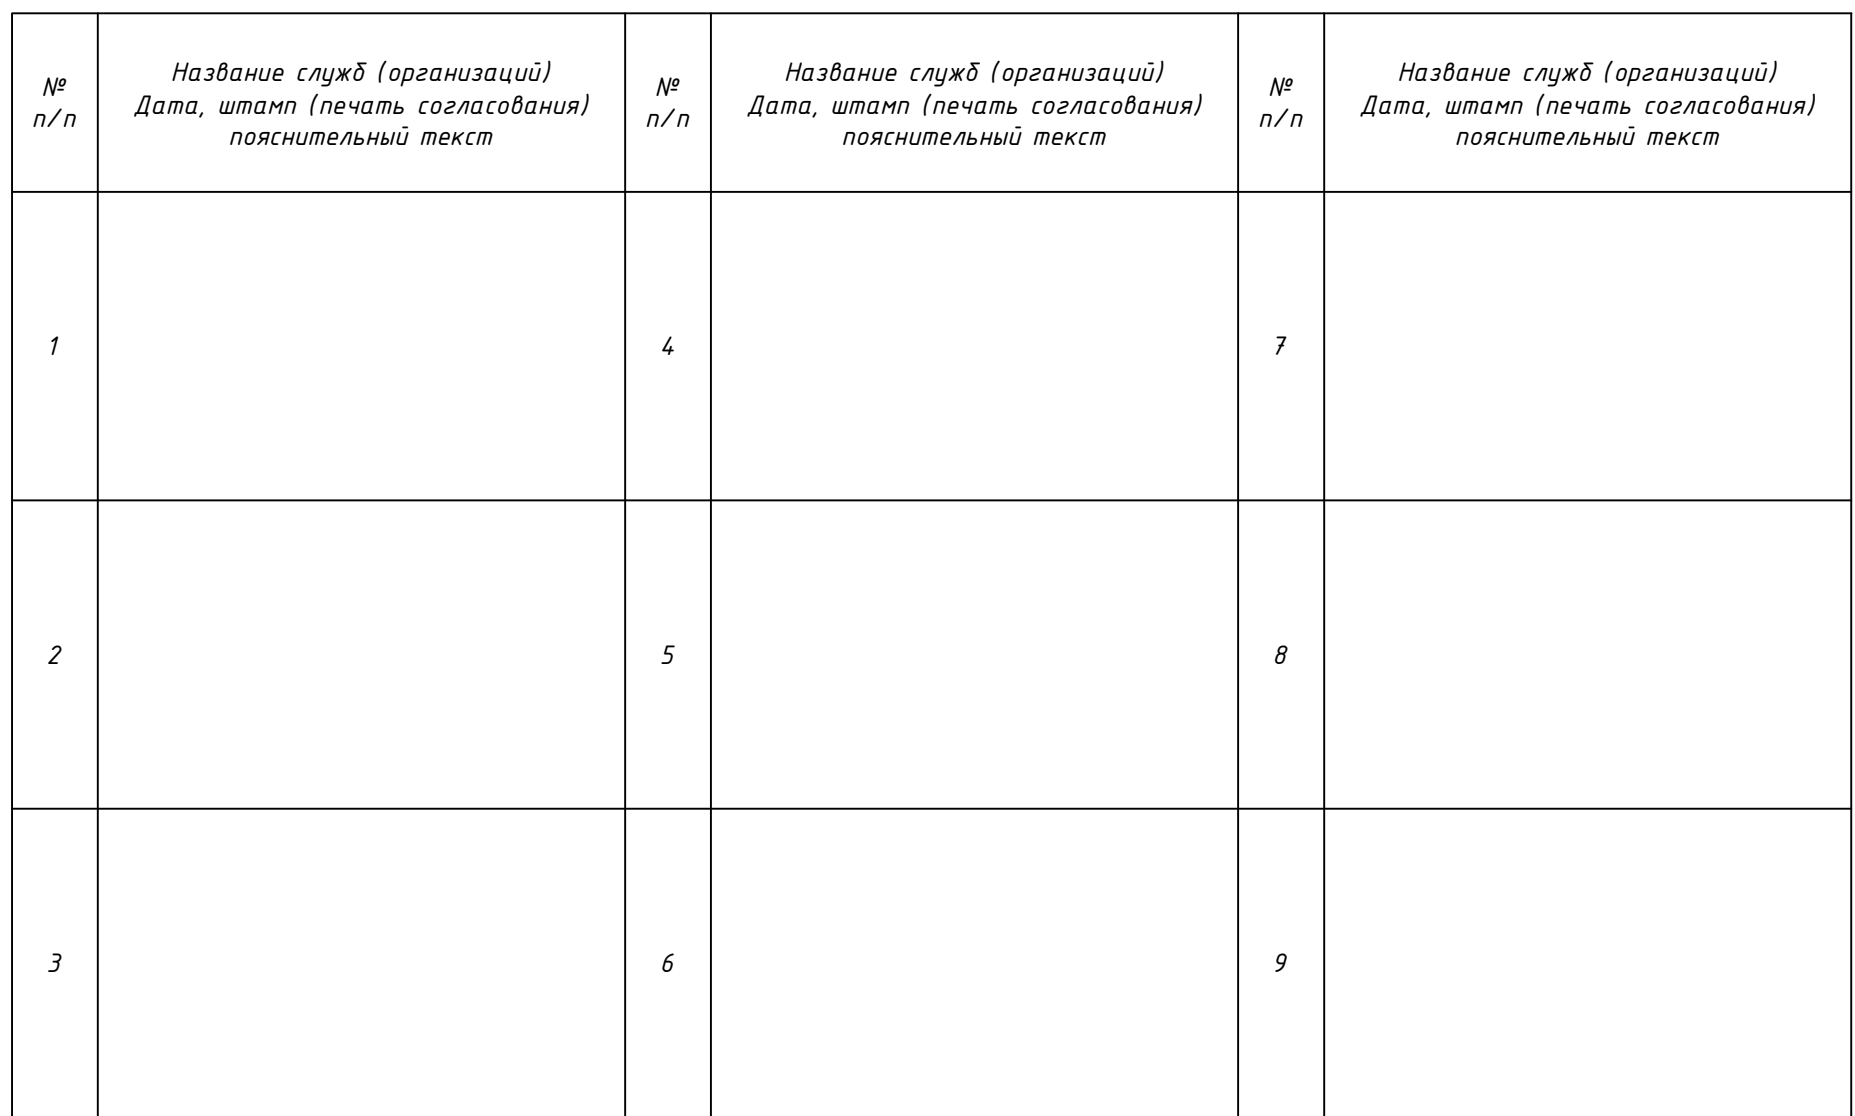 №
п/п
Название служб (организаций)
Дата, штамп (печать согласования)
пояснительный текст
№
п/п
Название служб (организаций)
Дата, штамп (печать согласования)
пояснительный текст
№
п/п
Название служб (организаций)
Дата, штамп (печать согласования)
пояснительный текст
1
4
7
2
5
8
3
6
9